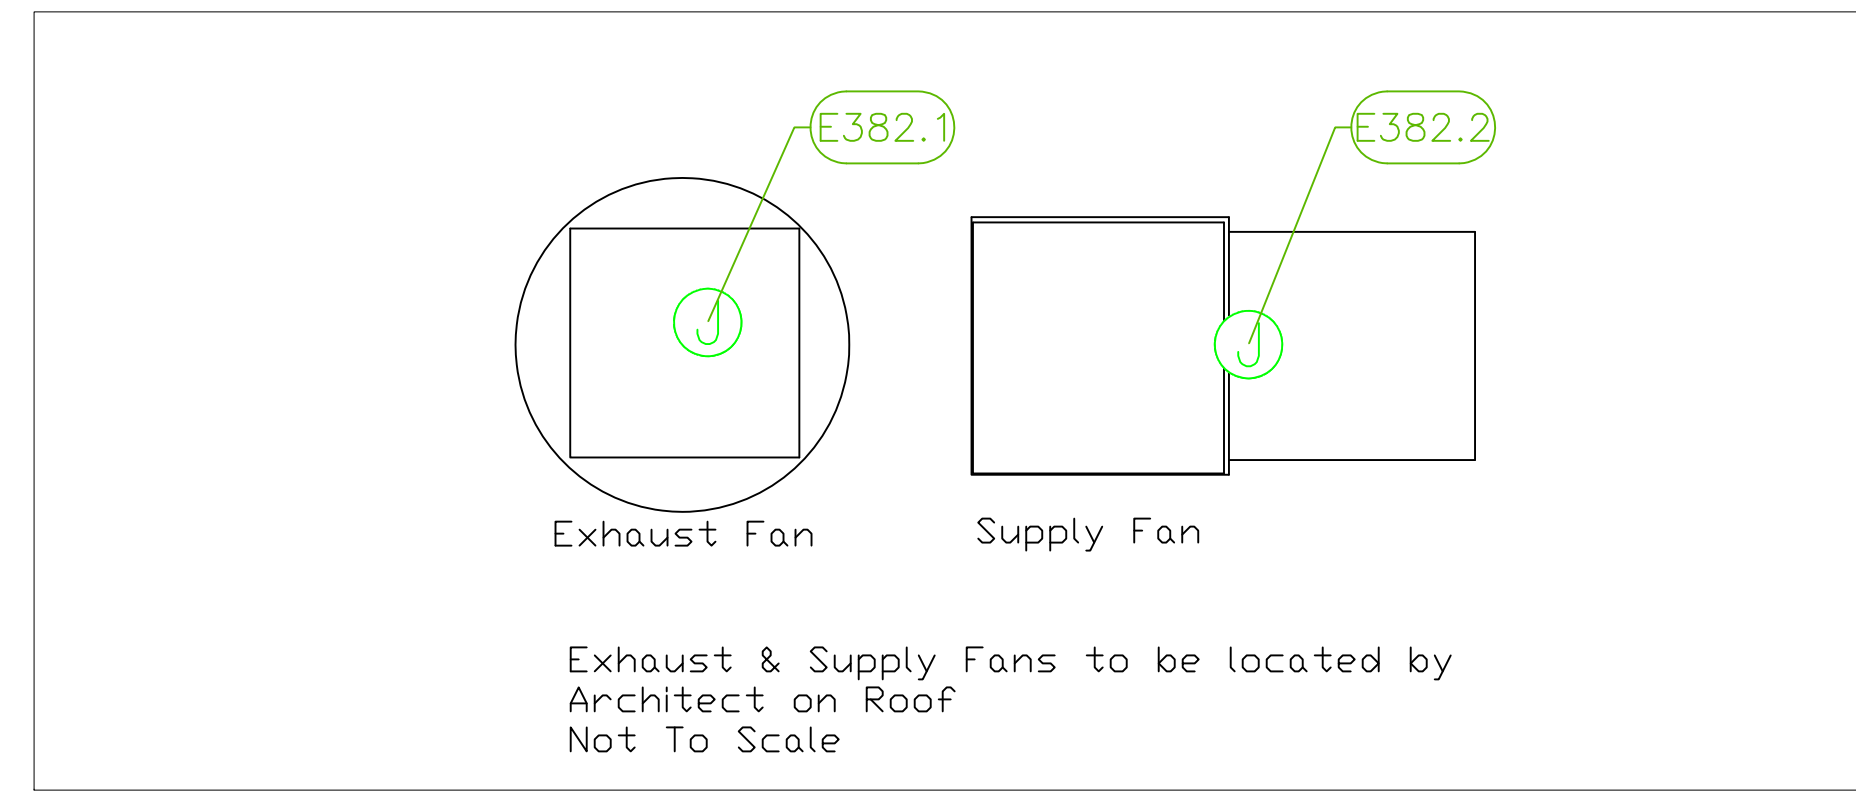 E382.1
E382.2
J
J
Exhaust Fan
Supply Fan
Exhaust & Supply Fans to be located by
Architect on Roof
Not To Scale